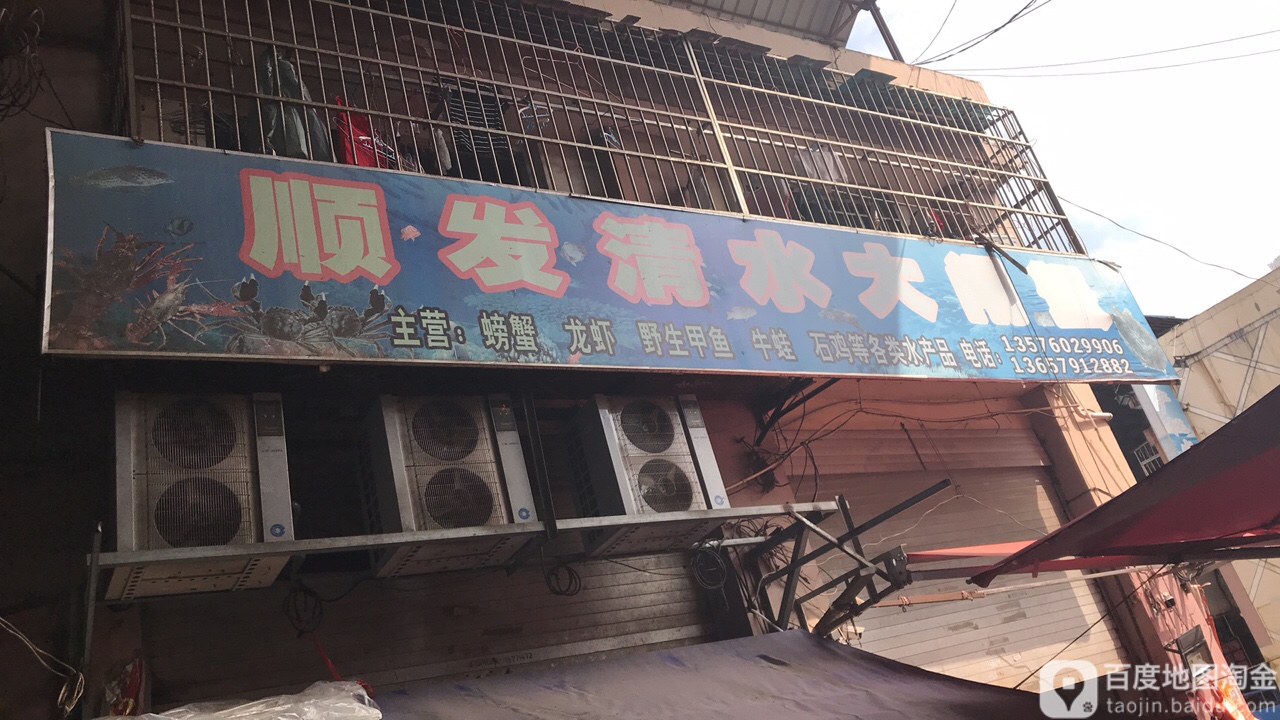 顺发清水大闸蟹
主营：螃蟹 龙虾 野生甲鱼 牛蛙 石鸡等各类水产品 电话：13576029906
13657912882
百度地图淘金
taojin.baidu.com